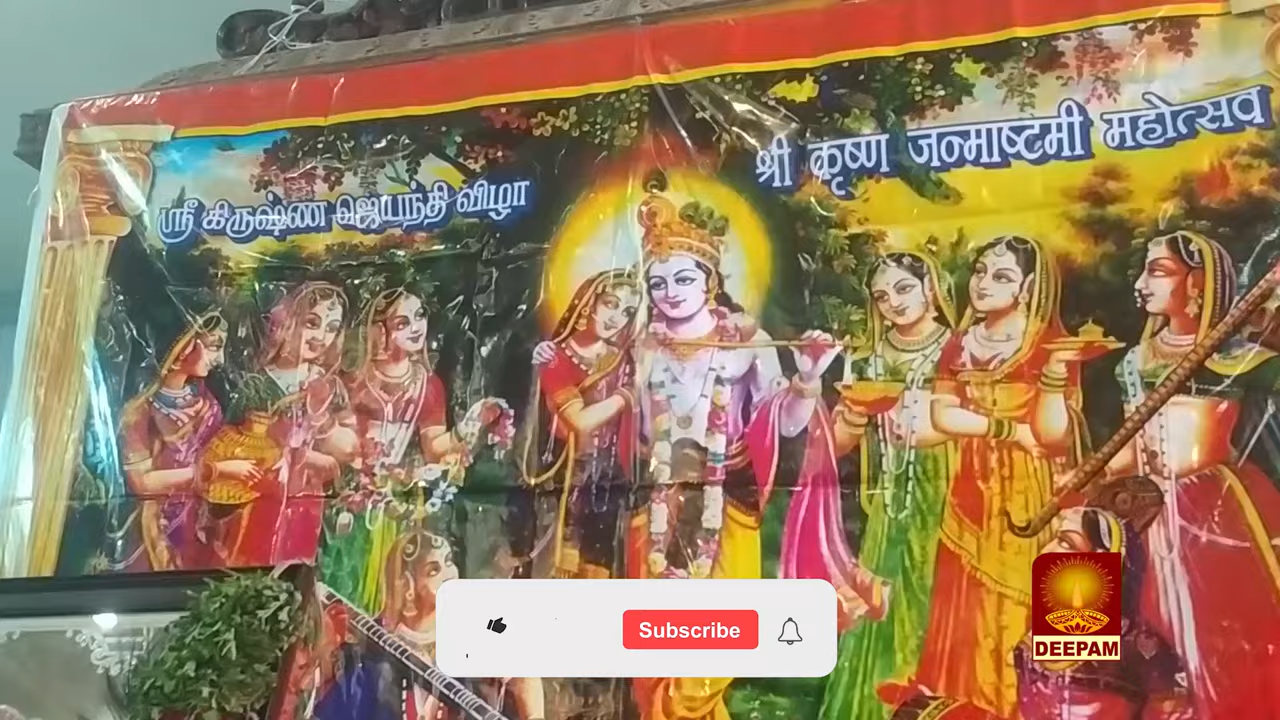 ஸ்ரீ கிருஷ்ண ஜெயந்தி விழா
श्री कृष्ण जन्माष्टमी महोत्सव
Subscribe
DEEPAM